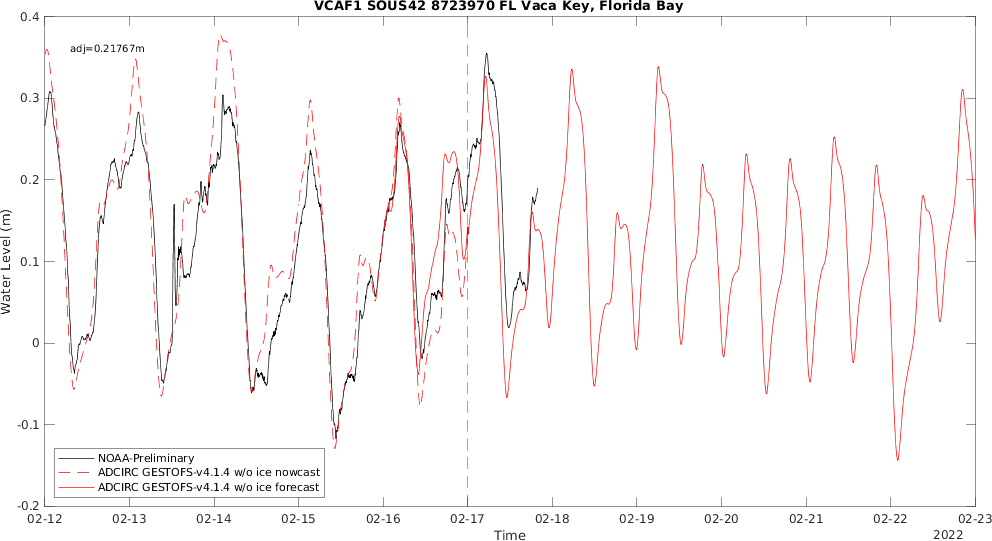 VCAF1 SOUS42 8723970 FL Vaca Key, Florida Bay
adj=0.21767m
Water Level (m)
0.4
0.3
0.2
0.1
0
-0.1
-0.2
NOAA-Preliminary
ADCIRC GESTOFS-v4.1.4 w/o ice nowcast
ADCIRC GESTOFS-v4.1.4 w/o ice forecast
02-12 02-13 02-14 02-15 02-16 02-17 02-18 02-19 02-20 02-21 02-22 02-23
Time
2022